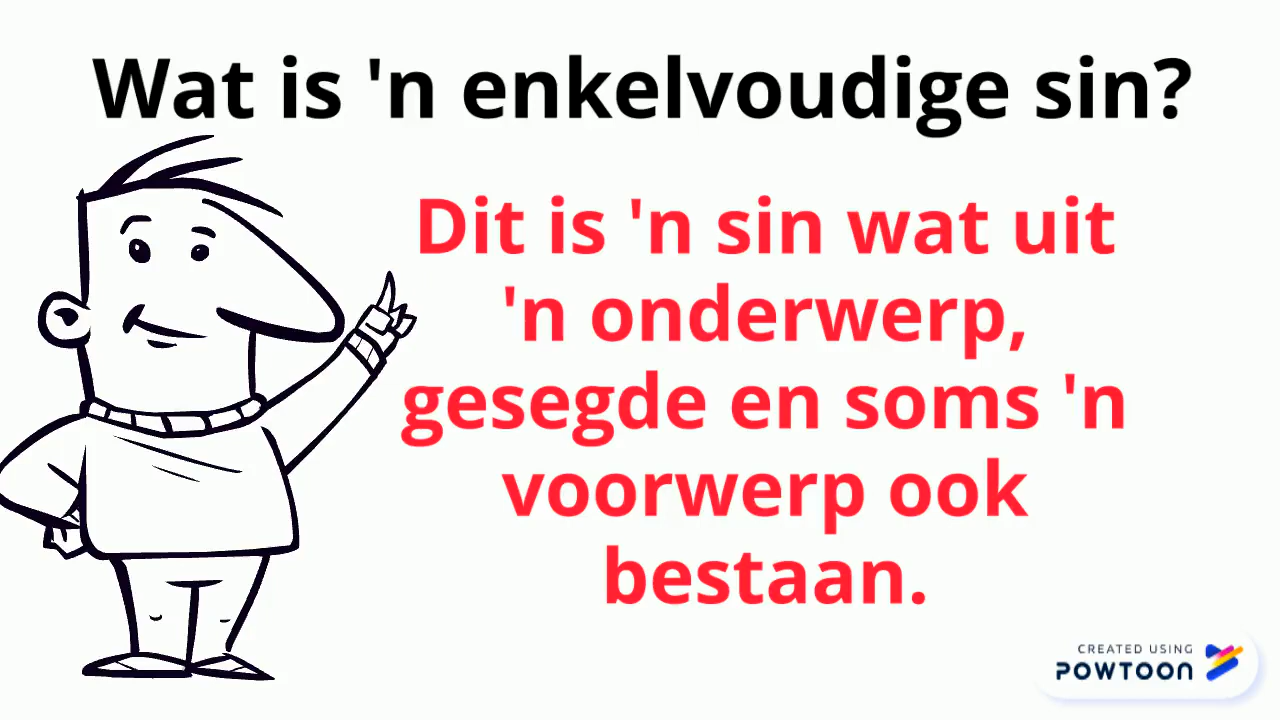 Wat is 'n enkelvoudige sin?
Dit is 'n sin wat uit
'n onderwerp,
gesegde en soms 'n
voorwerp ook
bestaan.
CREATED USING
POWTOON